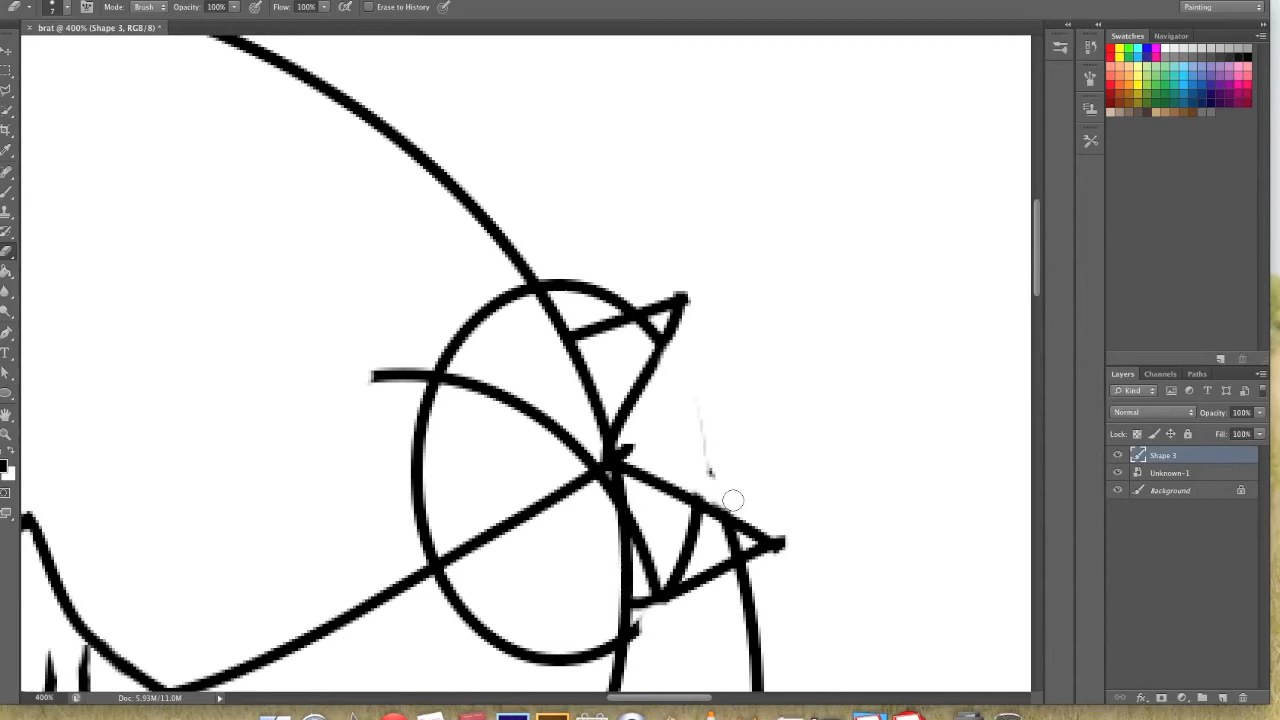 7 Mode: Brush Opacity: 100% Flow: 100% Erase to History Painting
× brat @ 400% (Shape 3, RGB/8) *
Swatches Navigator
Layers Channels Paths
Kind
Normal Opacity: 100%
Lock: Fill: 100%
Shape 3
Unknown-1
Background
400% Doc: 5.93M/11.0M